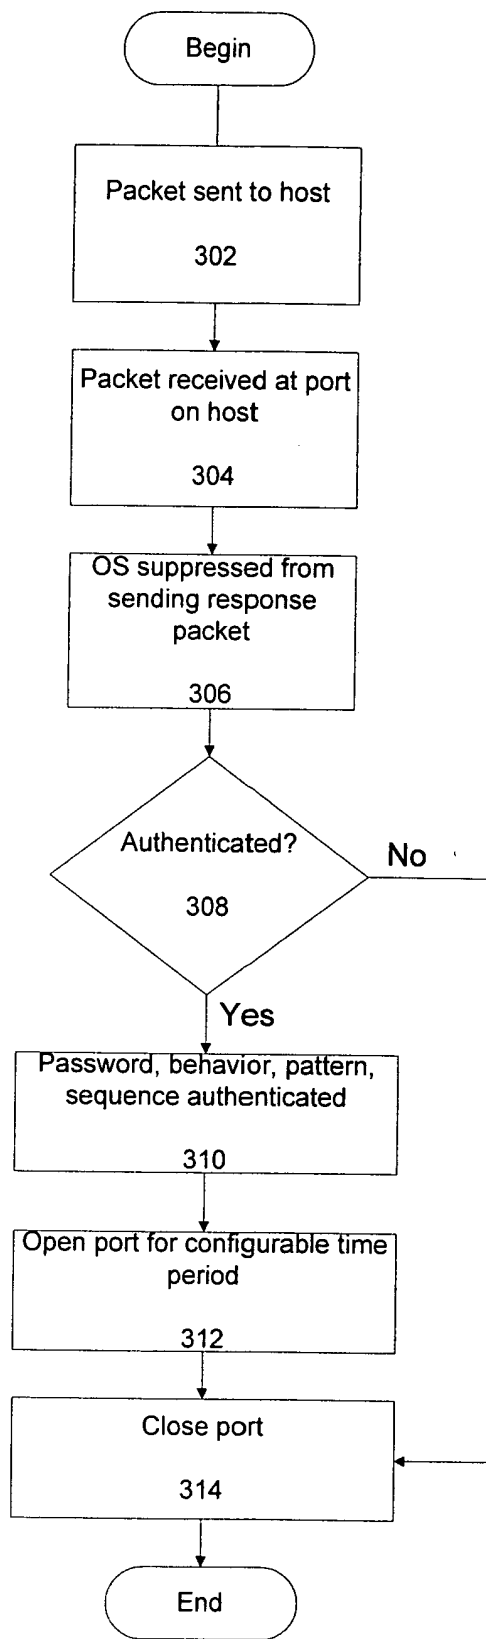 Begin
Packet sent to host
302
Packet received at port
on host
304
OS suppressed from
sending response
packet
306
Authenticated?
308
No
Yes
Password, behavior, pattern,
sequence authenticated
310
Open port for configurable time
period
312
Close port
314
End